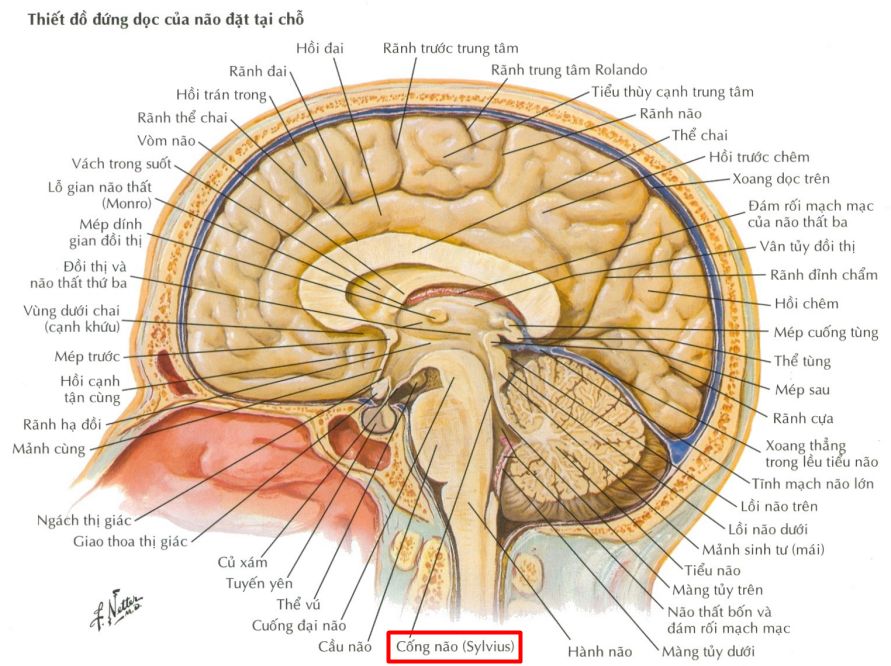 Thiết đồ đứng dọc của não đặt tại chỗ
Hồi đai
Rãnh đai
Hồi trán trong
Rãnh thể chai
Vòm não
Vách trong suốt
Lỗ gian não thất
(Monro)
Mép dính
gian đồi thị
Đồi thị và
não thất thứ ba
Vùng dưới chai
(cạnh khứu)
Mép trước
Hồi cạnh
tận cùng
Rãnh hạ đồi
Mảnh cùng
Ngách thị giác
Giao thoa thị giác
Củ xám
Tuyến yên
Thể vú
Cuống đại não
Cầu não
Cống não (Sylvius)
Rãnh trước trung tâm
Rãnh trung tâm Rolando
Tiểu thùy cạnh trung tâm
Rãnh não
Thể chai
Hồi trước chêm
Xoang dọc trên
Đám rối mạch mạc
của não thất ba
Vân tủy đồi thị
Rãnh đỉnh chẩm
Hồi chêm
Mép cuống tùng
Thể tùng
Mép sau
Rãnh cựa
Xoang thẳng
trong lều tiểu não
Tĩnh mạch não lớn
Lồi não trên
Lồi não dưới
Mảnh sinh tư (mái)
Tiểu não
Màng tủy trên
Não thất bốn và
đám rối mạch mạc
Màng tủy dưới
Hành não
F. Netter
M.D.